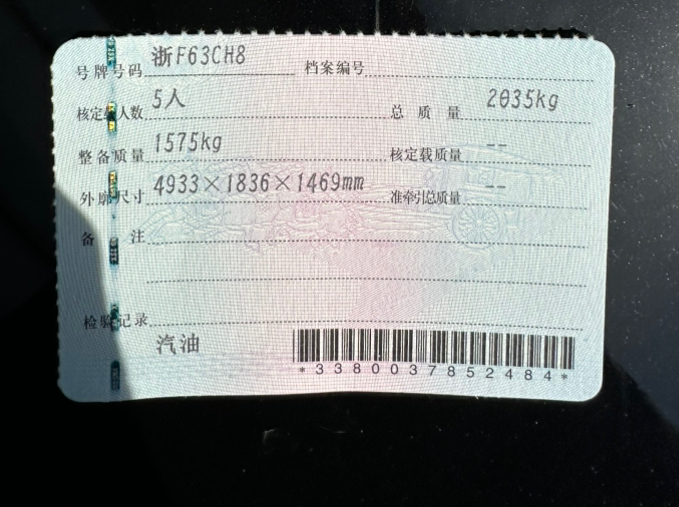 号牌号码 浙F63CH8 档案编号
核定载人数 5人 总质量 2035kg
整备质量 1575kg 核定载质量 --
外廓尺寸 4933×1836×1469mm 准牵引总质量 --
备注
检验记录
汽油
*3380037852484*